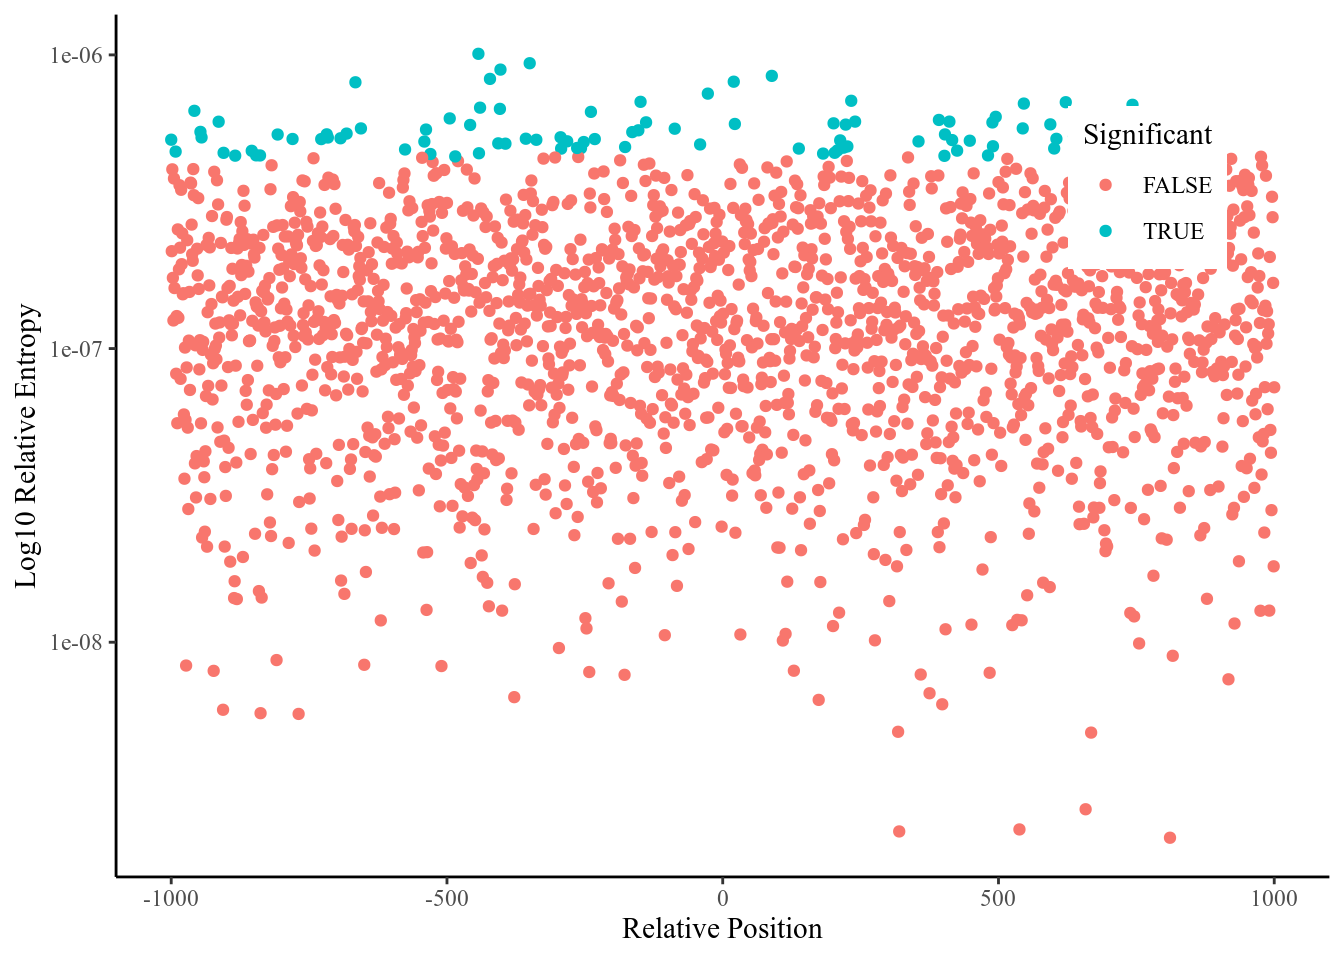 1e-06
1e-07
1e-08
Log10 Relative Entropy
Significant
FALSE
TRUE
-1000
-500
0
500
1000
Relative Position